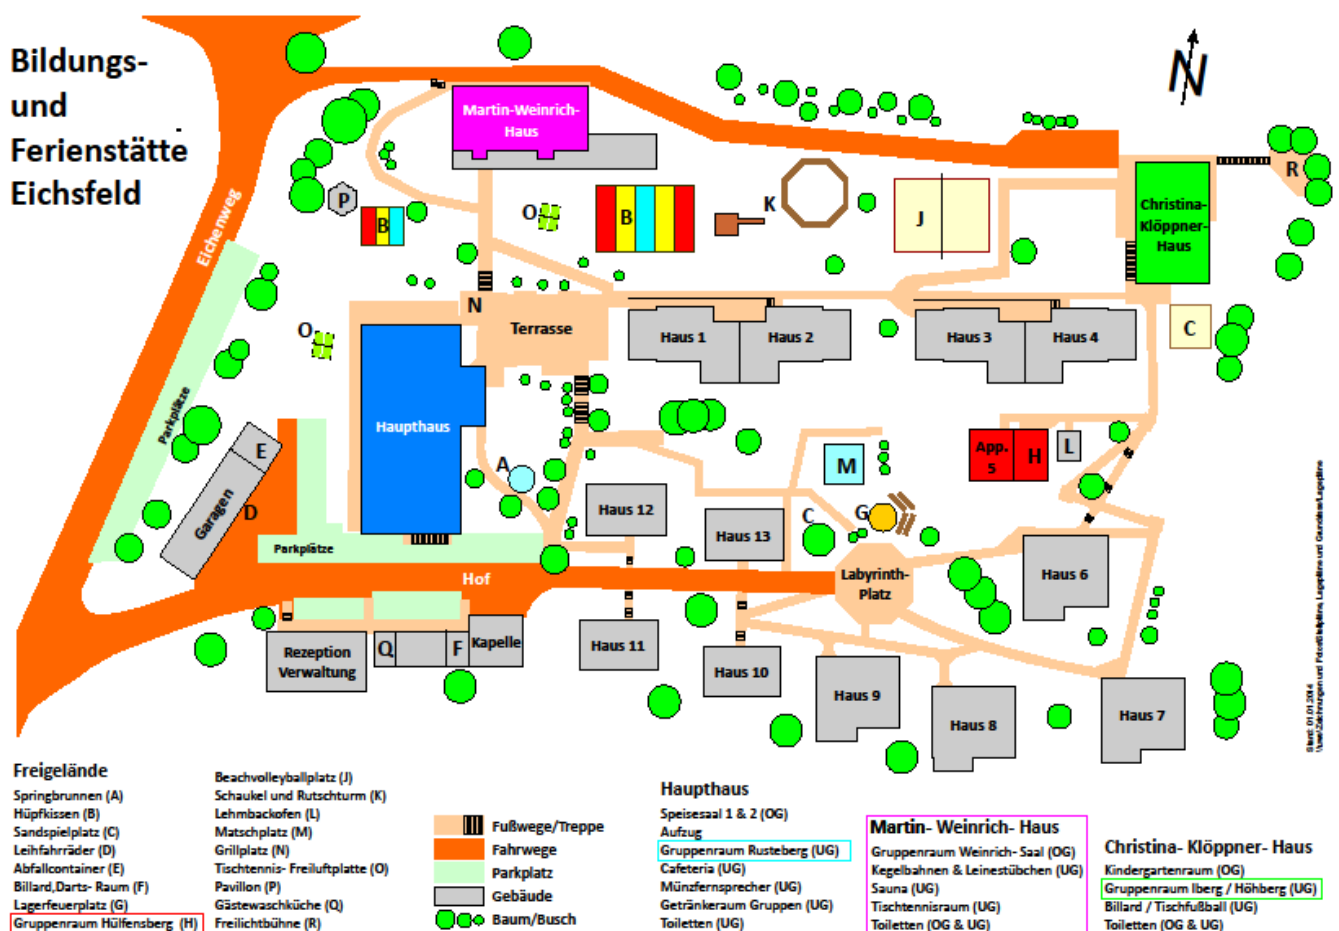 Bildungs-
und
Ferienstätte
Eichsfeld
N
Martin-Weinrich-
Haus
Eichenweg
P
B
O
B
K
J
Christina-
Klöppner-
Haus
R
N
Terrasse
O
Haus 1
Haus 2
Haus 3
Haus 4
C
Parkplätze
Haupthaus
E
Garagen
D
A
M
App.
5
H
L
Haus 12
Haus 13
C
G
Parkplätze
Hof
Labyrinth-
Platz
Haus 6
Rezeption
Verwaltung
Q
F
Kapelle
Haus 11
Haus 10
Haus 9
Haus 8
Haus 7
Stand: 01.01.2014
Freigelände
Springbrunnen (A)
Hüpfkissen (B)
Sandspielplatz (C)
Leihfahrräder (D)
Abfallcontainer (E)
Billard,Darts- Raum (F)
Lagerfeuerplatz (G)
Gruppenraum Hülfensberg (H)
Beachvolleyballplatz (J)
Schaukel und Rutschturm (K)
Lehmbackofen (L)
Matschplatz (M)
Grillplatz (N)
Tischtennis- Freiluftplatte (O)
Pavillon (P)
Gästewaschküche (Q)
Freilichtbühne (R)
Fußwege/Treppe
Fahrwege
Parkplatz
Gebäude
Baum/Busch
Haupthaus
Speisesaal 1 & 2 (OG)
Aufzug
Gruppenraum Rusteberg (UG)
Cafeteria (UG)
Münzfernsprecher (UG)
Getränkeraum Gruppen (UG)
Toiletten (UG)
Martin- Weinrich- Haus
Gruppenraum Weinrich- Saal (OG)
Kegelbahnen & Leinestübchen (UG)
Sauna (UG)
Tischtennisraum (UG)
Toiletten (OG & UG)
Christina- Klöppner- Haus
Kindergartenraum (OG)
Gruppenraum Iberg / Höhberg (UG)
Billard / Tischfußball (UG)
Toiletten (OG & UG)